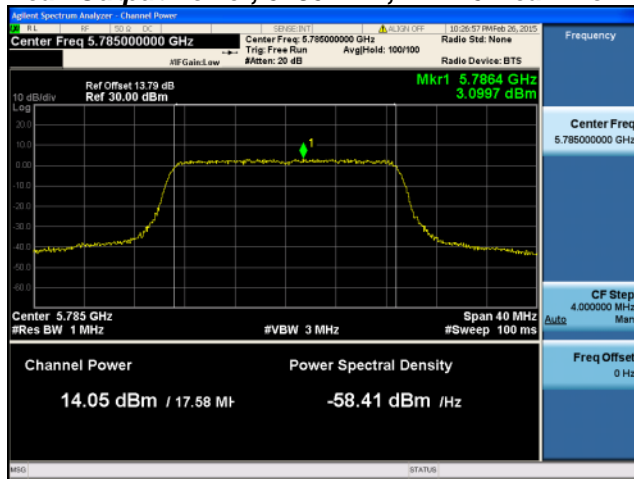 Agilent Spectrum Analyzer - Channel Power
RL RF 50 Ω DC SENSE:INT ALIGN OFF 10:26:57 PM Feb 26, 2015
Center Freq 5.785000000 GHz
Center Freq: 5.785000000 GHz
Radio Std: None
Trig: Free Run Avg|Hold: 100/100
#IFGain:Low
#Atten: 20 dB
Radio Device: BTS
Ref Offset 13.79 dB
Mkr1 5.7864 GHz
10 dB/div Ref 30.00 dBm
3.0997 dBm
Log
20.0
10.0
1
0.00
-10.0
-20.0
-30.0
-40.0
-50.0
-60.0
Center 5.785 GHz
Span 40 MHz
#Res BW 1 MHz
#VBW 3 MHz
#Sweep 100 ms
Channel Power
Power Spectral Density
14.05 dBm / 17.58 MH
-58.41 dBm /Hz
MSG
STATUS
Frequency
Center Freq
5.785000000 GHz
CF Step
4.000000 MHz
Auto Man
Freq Offset
0 Hz